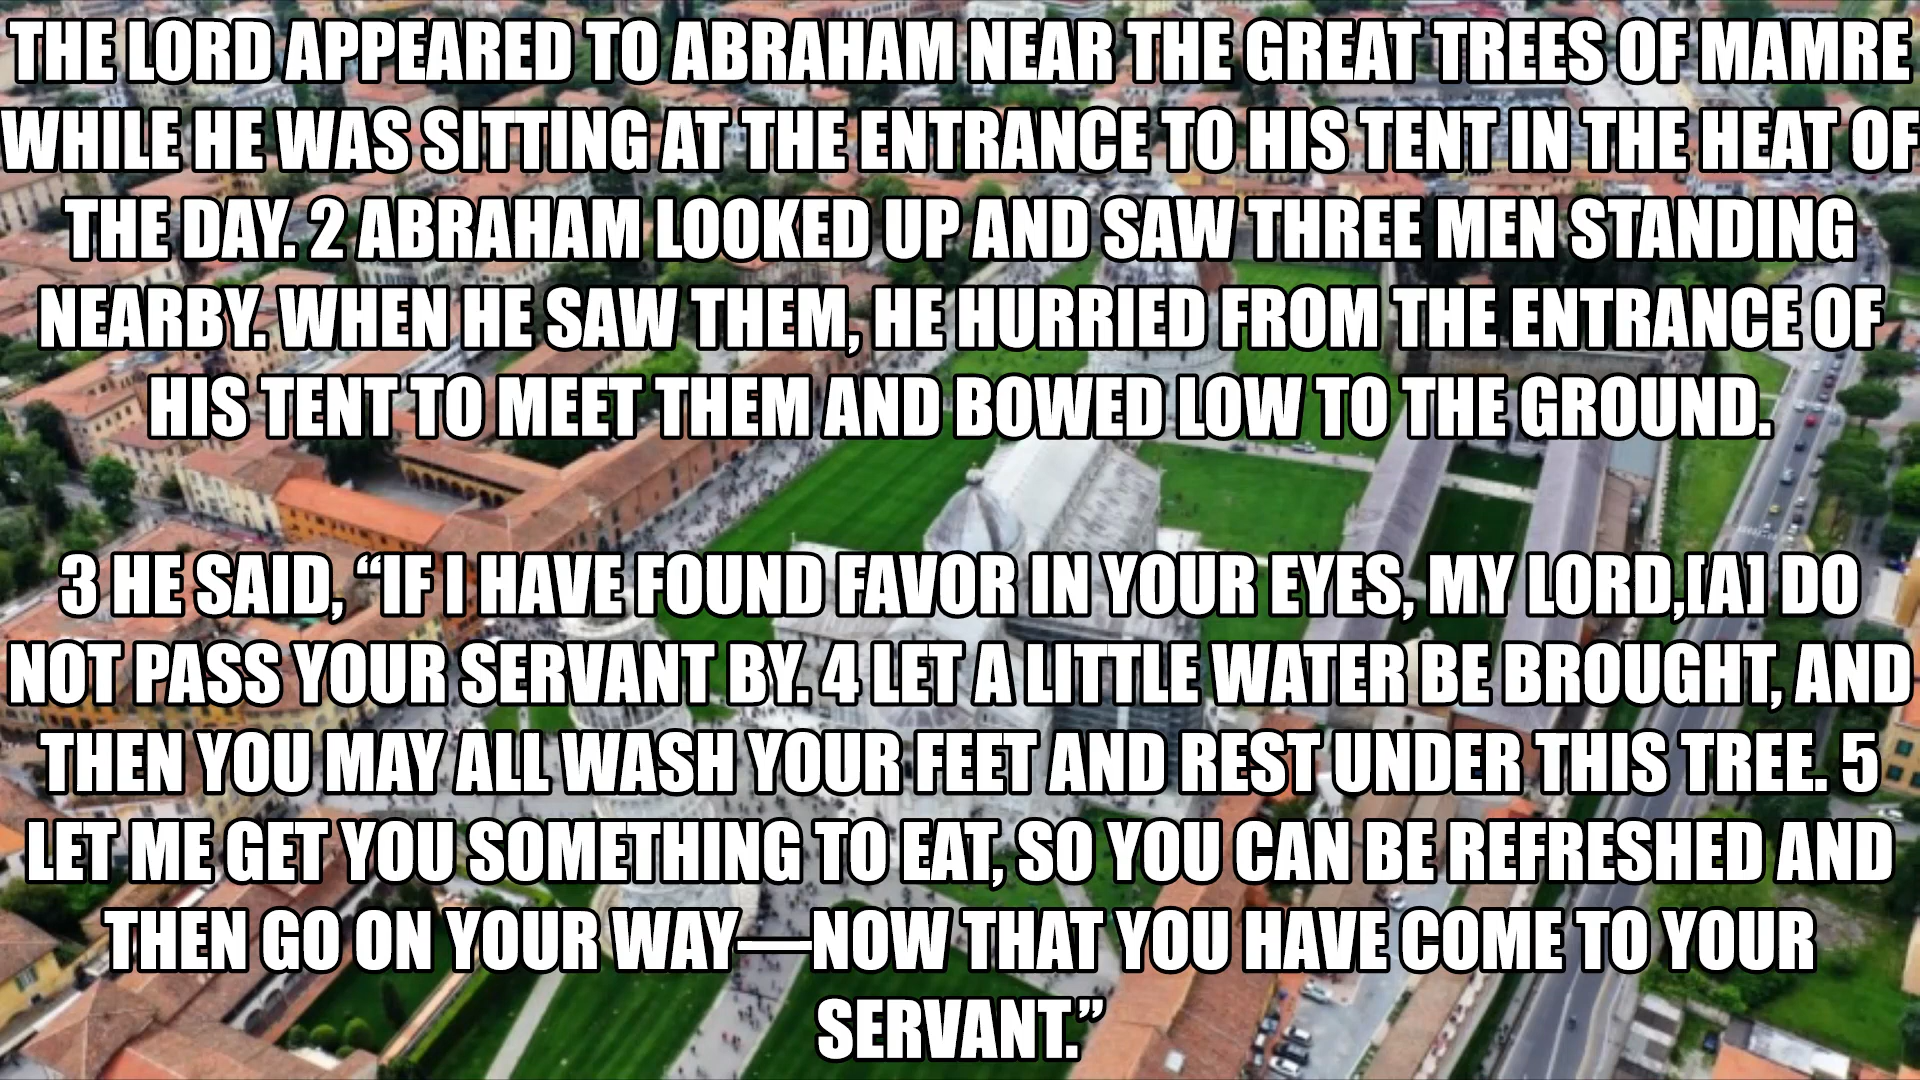 THE LORD APPEARED TO ABRAHAM NEAR THE GREAT TREES OF MAMRE
WHILE HE WAS SITTING AT THE ENTRANCE TO HIS TENT IN THE HEAT OF
THE DAY. 2 ABRAHAM LOOKED UP AND SAW THREE MEN STANDING
NEARBY. WHEN HE SAW THEM, HE HURRIED FROM THE ENTRANCE OF
HIS TENT TO MEET THEM AND BOWED LOW TO THE GROUND.
3 HE SAID, “IF I HAVE FOUND FAVOR IN YOUR EYES, MY LORD,[A] DO
NOT PASS YOUR SERVANT BY. 4 LET A LITTLE WATER BE BROUGHT, AND
THEN YOU MAY ALL WASH YOUR FEET AND REST UNDER THIS TREE. 5
LET ME GET YOU SOMETHING TO EAT, SO YOU CAN BE REFRESHED AND
THEN GO ON YOUR WAY—NOW THAT YOU HAVE COME TO YOUR
SERVANT.”